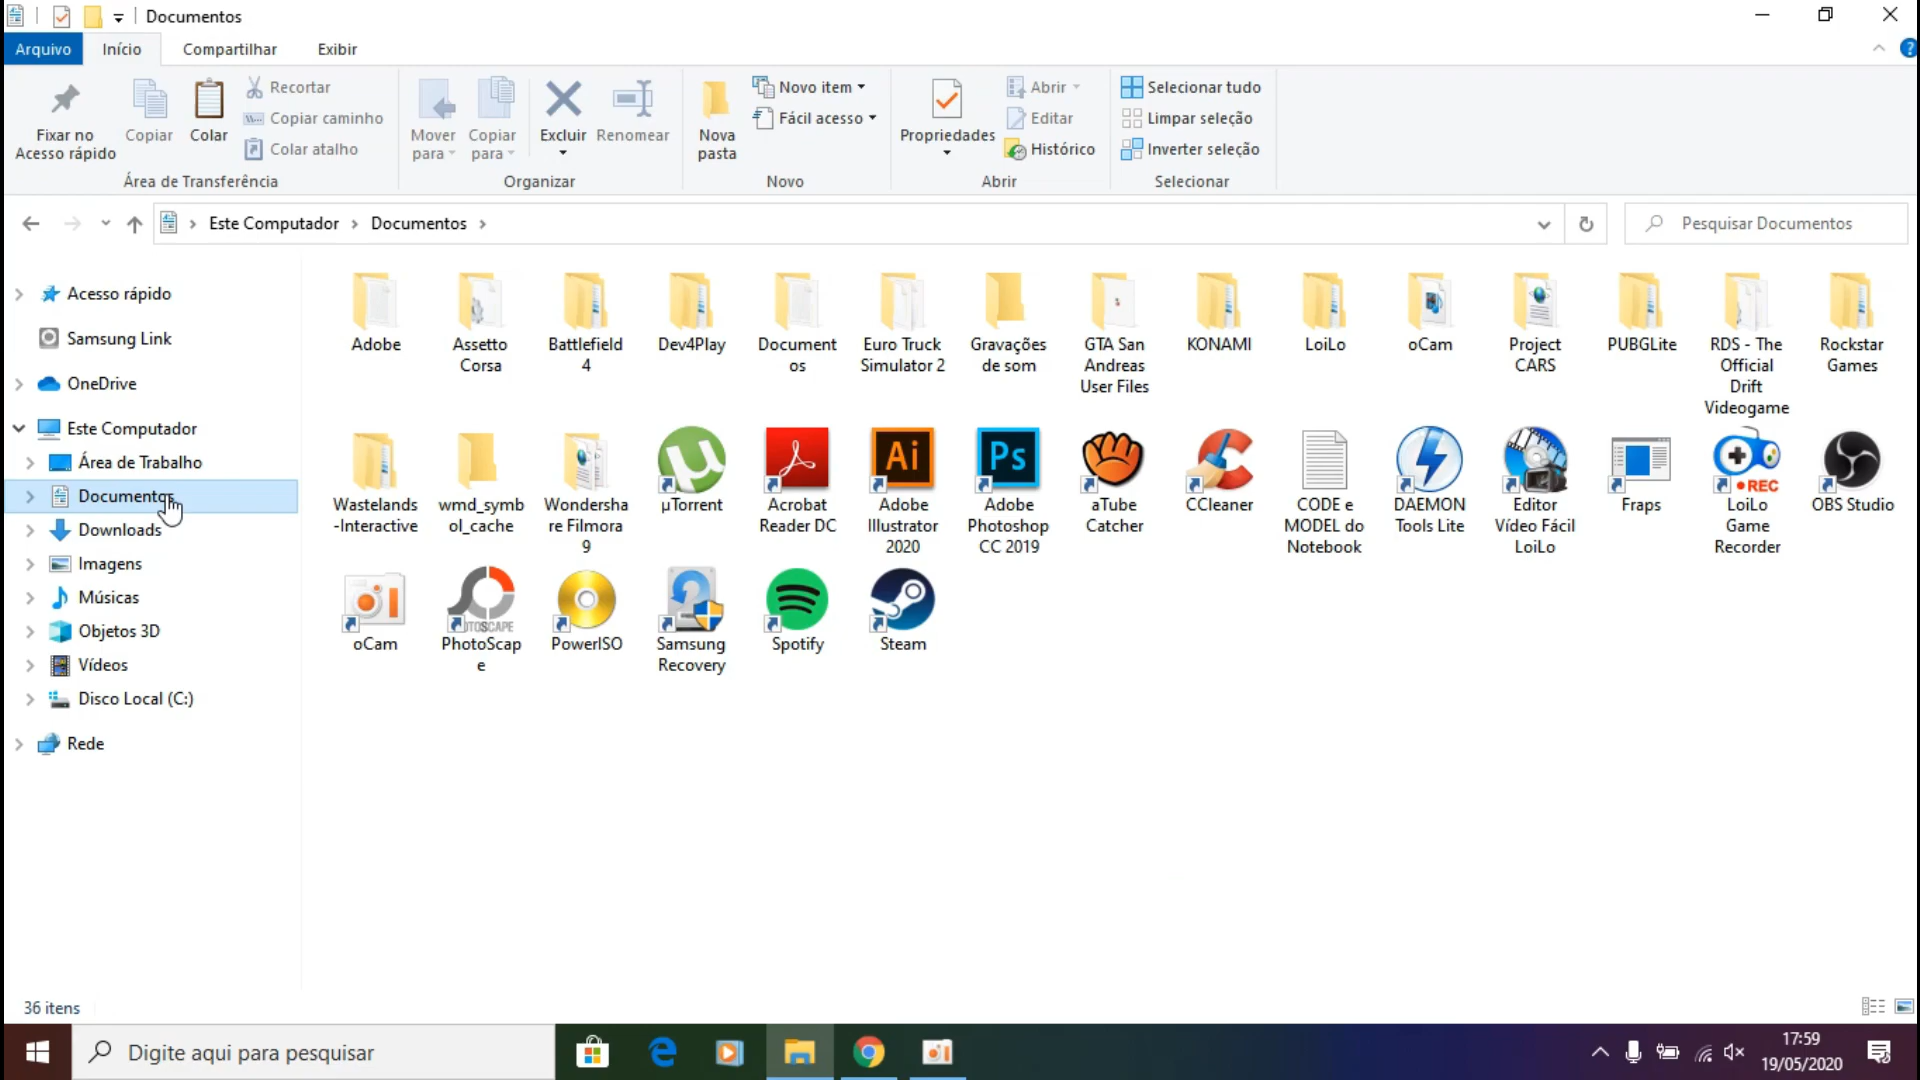 Documentos
Arquivo Início Compartilhar Exibir
Fixar no
Acesso rápido
Copiar
Colar
Recortar
Copiar caminho
Colar atalho
Mover
para
Copiar
para
Excluir
Renomear
Nova
pasta
Novo item
Fácil acesso
Propriedades
Abrir
Editar
Histórico
Selecionar tudo
Limpar seleção
Inverter seleção
Área de Transferência
Organizar
Novo
Abrir
Selecionar
Este Computador > Documentos >
Pesquisar Documentos
Acesso rápido
Samsung Link
OneDrive
Este Computador
Área de Trabalho
Documentos
Downloads
Imagens
Músicas
Objetos 3D
Vídeos
Disco Local (C:)
Rede
Adobe
Assetto
Corsa
Battlefield
4
Dev4Play
Document
os
Euro Truck
Simulator 2
Gravações
de som
GTA San
Andreas
User Files
KONAMI
LoiLo
oCam
Project
CARS
PUBGLite
RDS - The
Official
Drift
Videogame
Rockstar
Games
Wastelands
-Interactive
wmd_symb
ol_cache
Wondersha
re Filmora
9
µ
µTorrent
Acrobat
Reader DC
Ai
Adobe
Illustrator
2020
Ps
Adobe
Photoshop
CC 2019
aTube
Catcher
CCleaner
CODE e
MODEL do
Notebook
DAEMON
Tools Lite
Editor
Vídeo Fácil
LoiLo
Fraps
REC
LoiLo
Game
Recorder
OBS Studio
oCam
PhotoScap
e
PowerISO
Samsung
Recovery
Spotify
Steam
36 itens
Digite aqui para pesquisar
17:59
19/05/2020